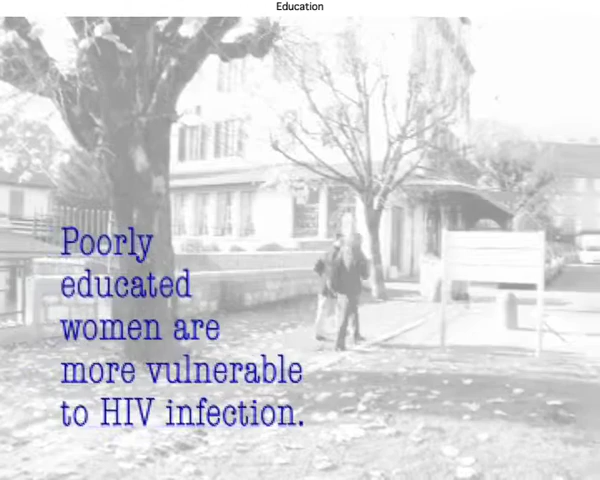 Education
Poorly
educated
women are
more vulnerable
to HIV infection.